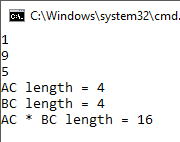 C:\Windows\system32\cmd.
1
9
5
AC length = 4
BC length = 4
AC * BC length = 16